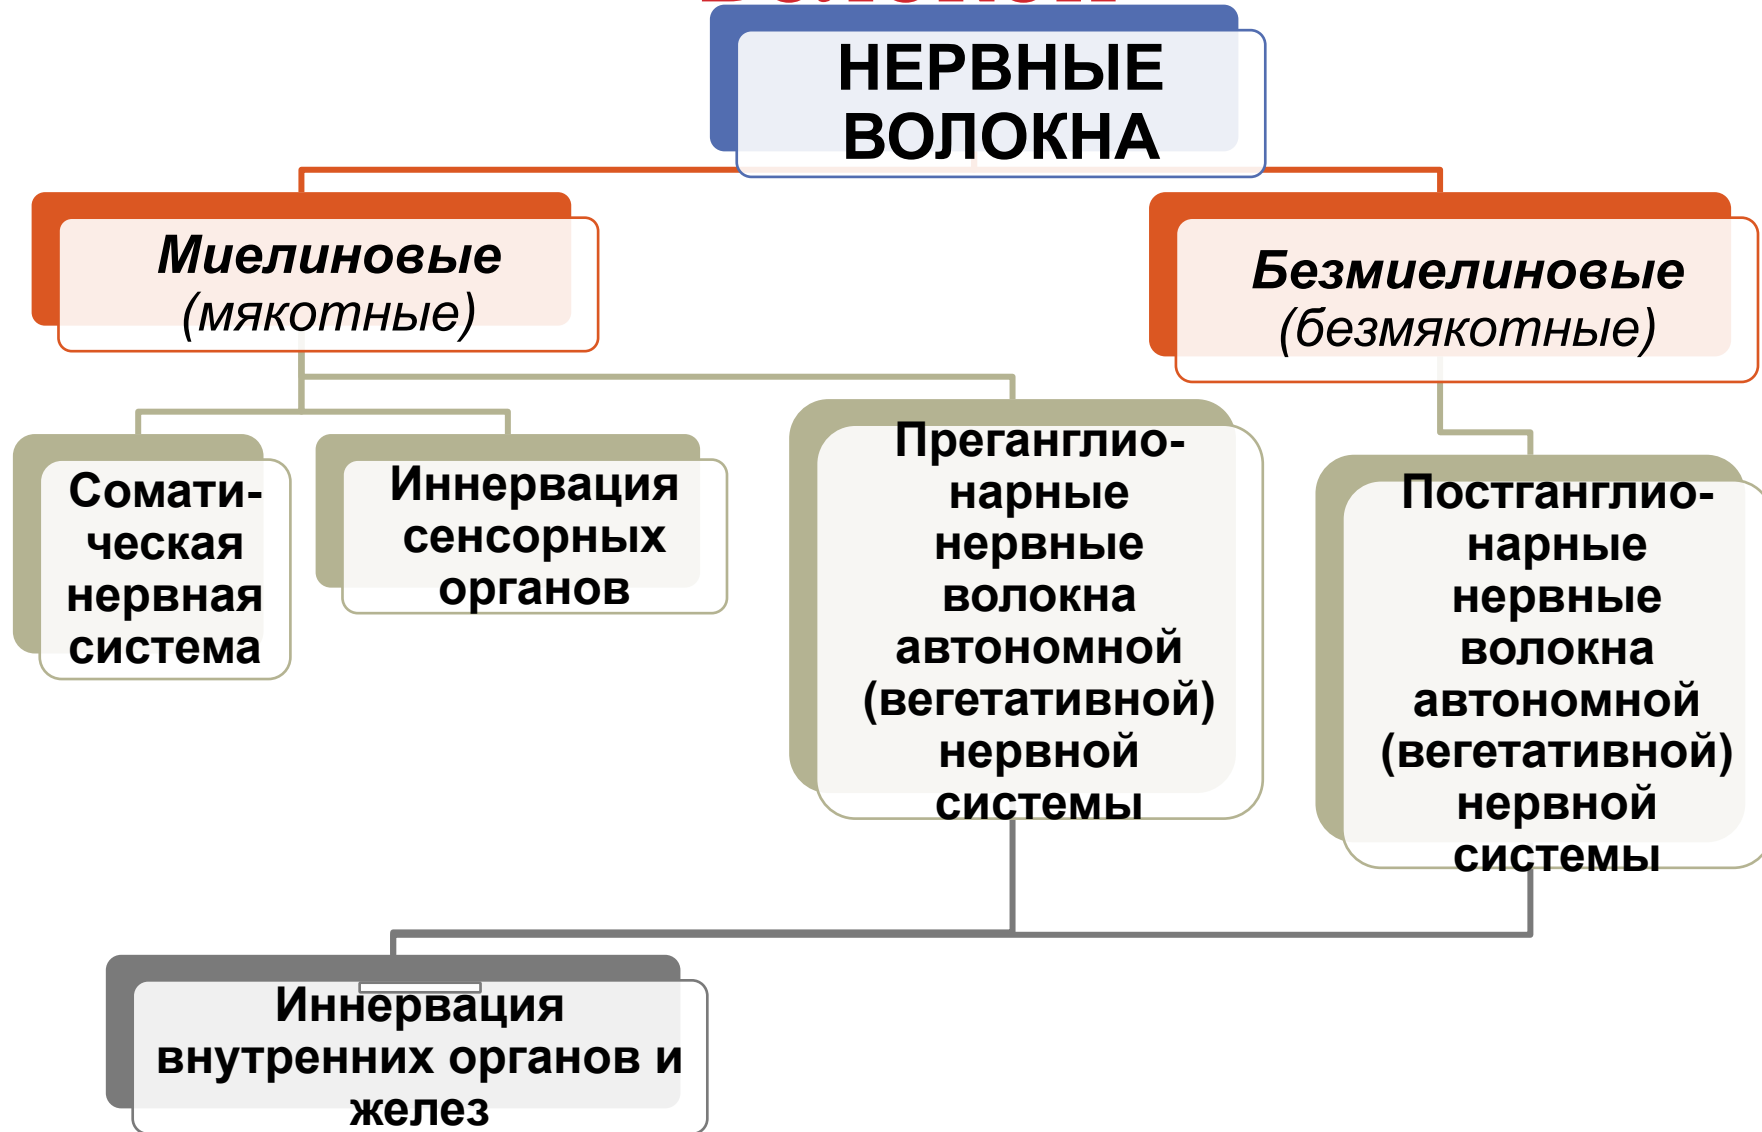 НЕРВНЫЕ
ВОЛОКНА
Миелиновые
(мякотные)
Безмиелиновые
(безмякотные)
Сомати-
ческая
нервная
система
Иннервация
сенсорных
органов
Преганглио-
нарные
нервные
волокна
автономной
(вегетативной)
нервной
системы
Постганглио-
нарные
нервные
волокна
автономной
(вегетативной)
нервной
системы
Иннервация
внутренних органов и
желез